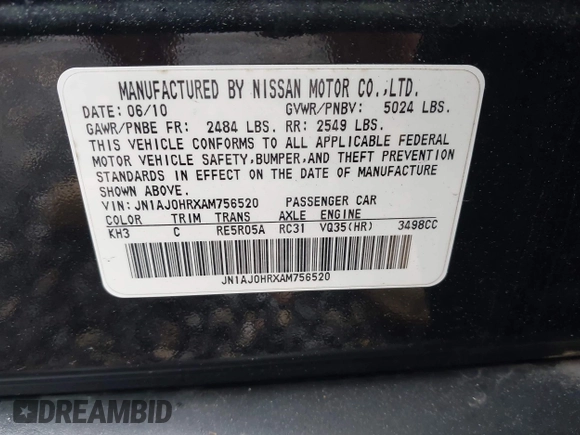 MANUFACTURED BY NISSAN MOTOR CO.,LTD.
DATE: 06/10 GVWR/PNBV: 5024 LBS.
GAWR/PNBE FR: 2484 LBS. RR: 2549 LBS.
THIS VEHICLE CONFORMS TO ALL APPLICABLE FEDERAL
MOTOR VEHICLE SAFETY,BUMPER,AND THEFT PREVENTION
STANDARDS IN EFFECT ON THE DATE OF MANUFACTURE
SHOWN ABOVE.
VIN: JN1AJ0HRXAM756520 PASSENGER CAR
COLOR TRIM TRANS AXLE ENGINE
KH3 C RE5R05A RC31 VQ35(HR) 3498CC
JN1AJ0HRXAM756520
DREAMBID